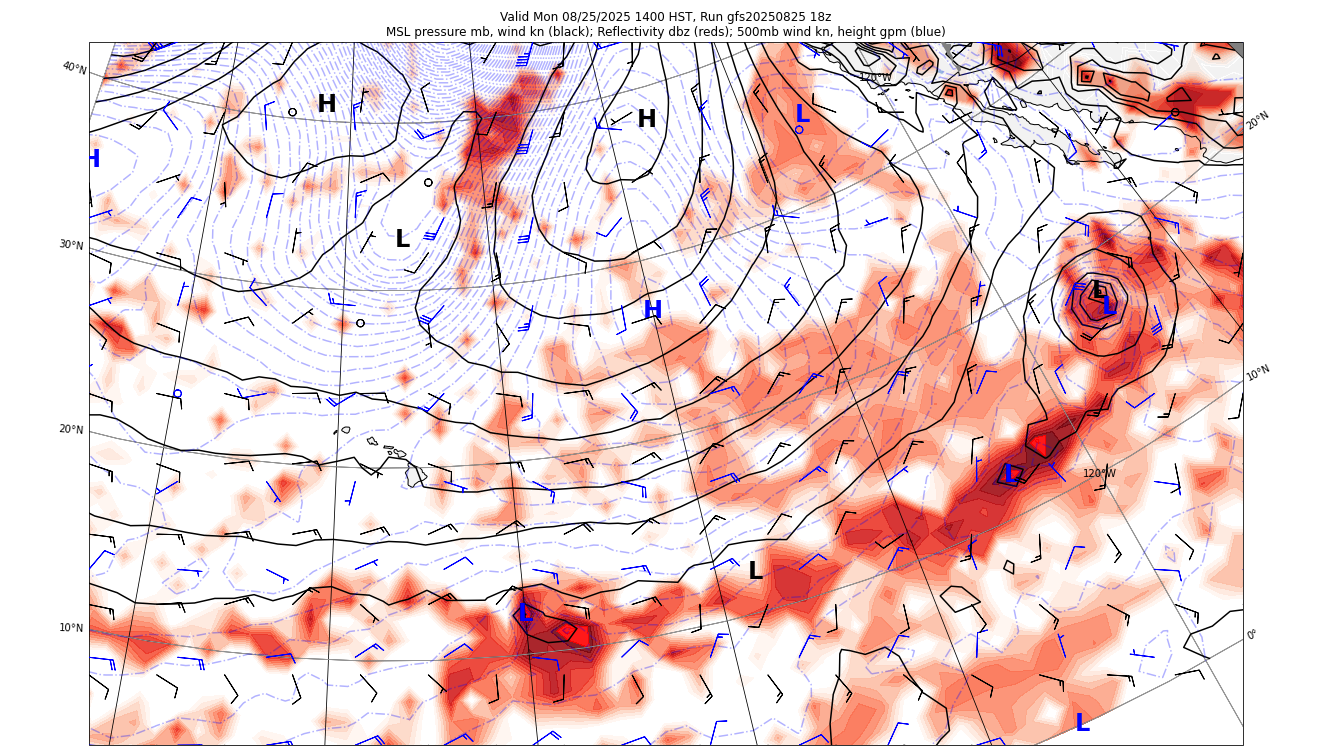 Valid Mon 08/25/2025 1400 HST, Run gfs20250825 18z
MSL pressure mb, wind kn (black); Reflectivity dbz (reds); 500mb wind kn, height gpm (blue)
40°N
120°W
H
L
H
20°N
H
L
30°N
L
L
H
10°N
20°N
L
120°W
L
L
10°N
0°
L